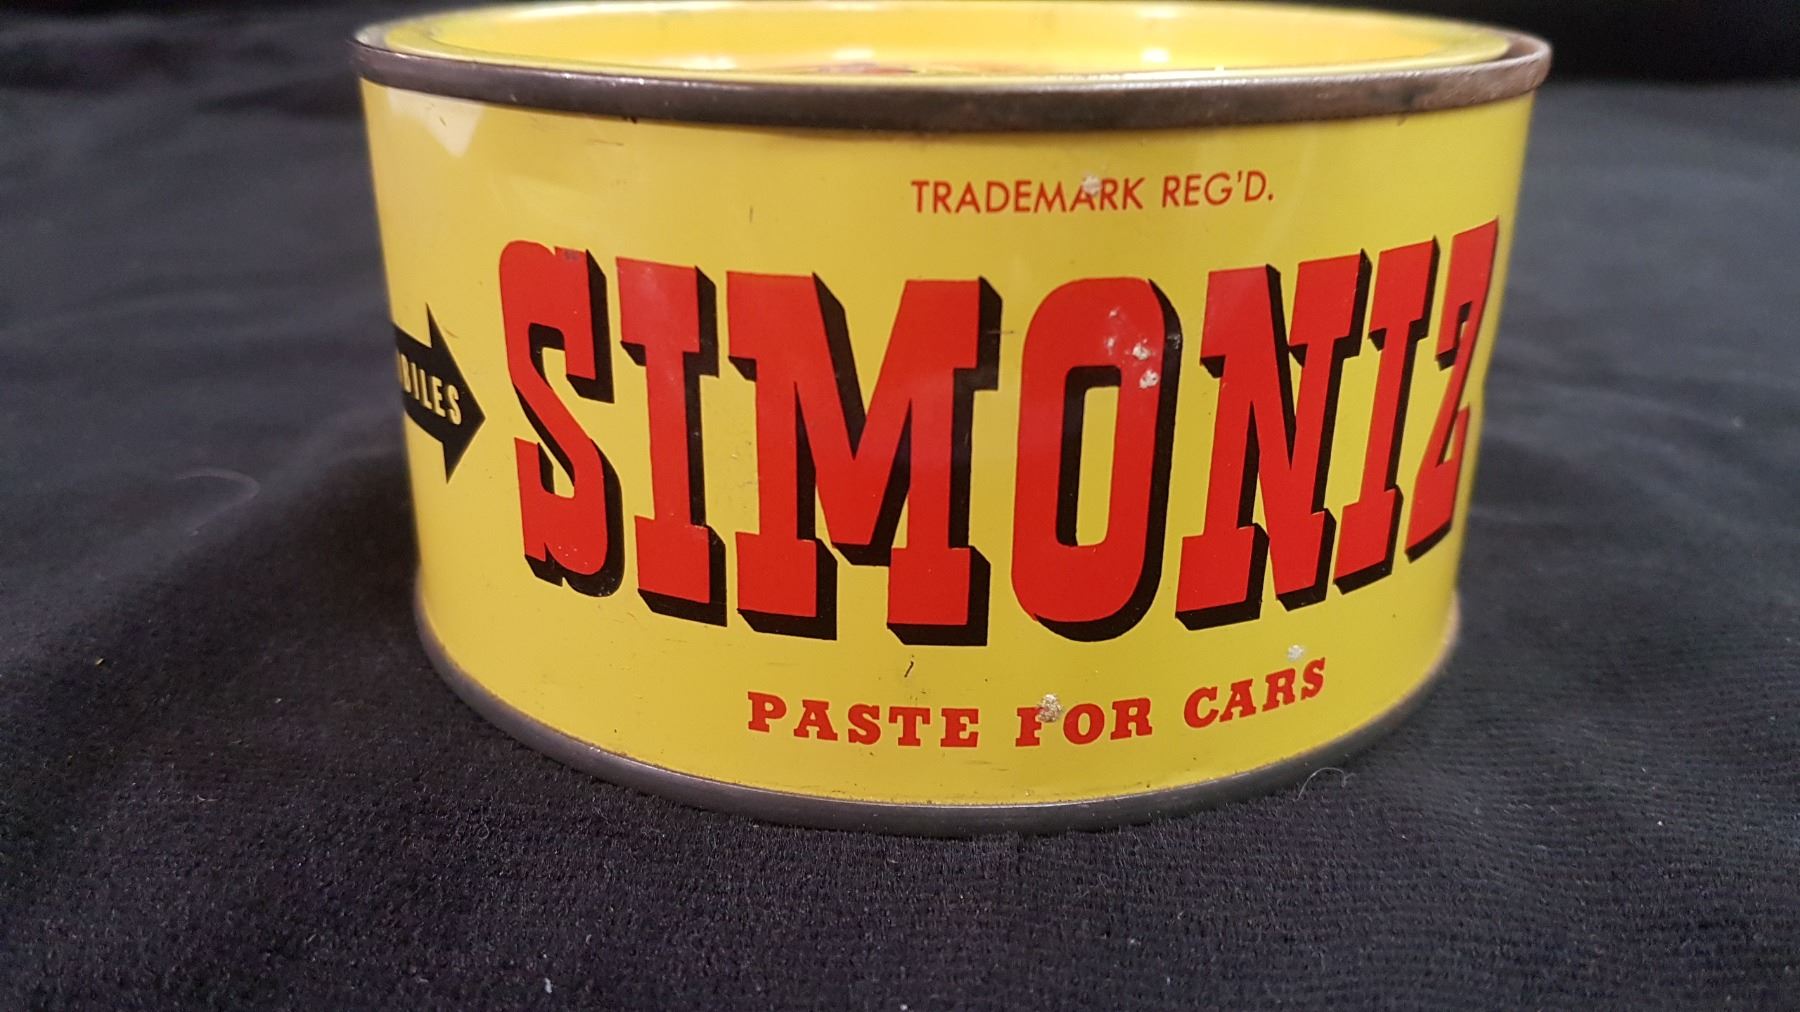 TRADEMARK REG'D.
SIMONIZ
PASTE FOR CARS